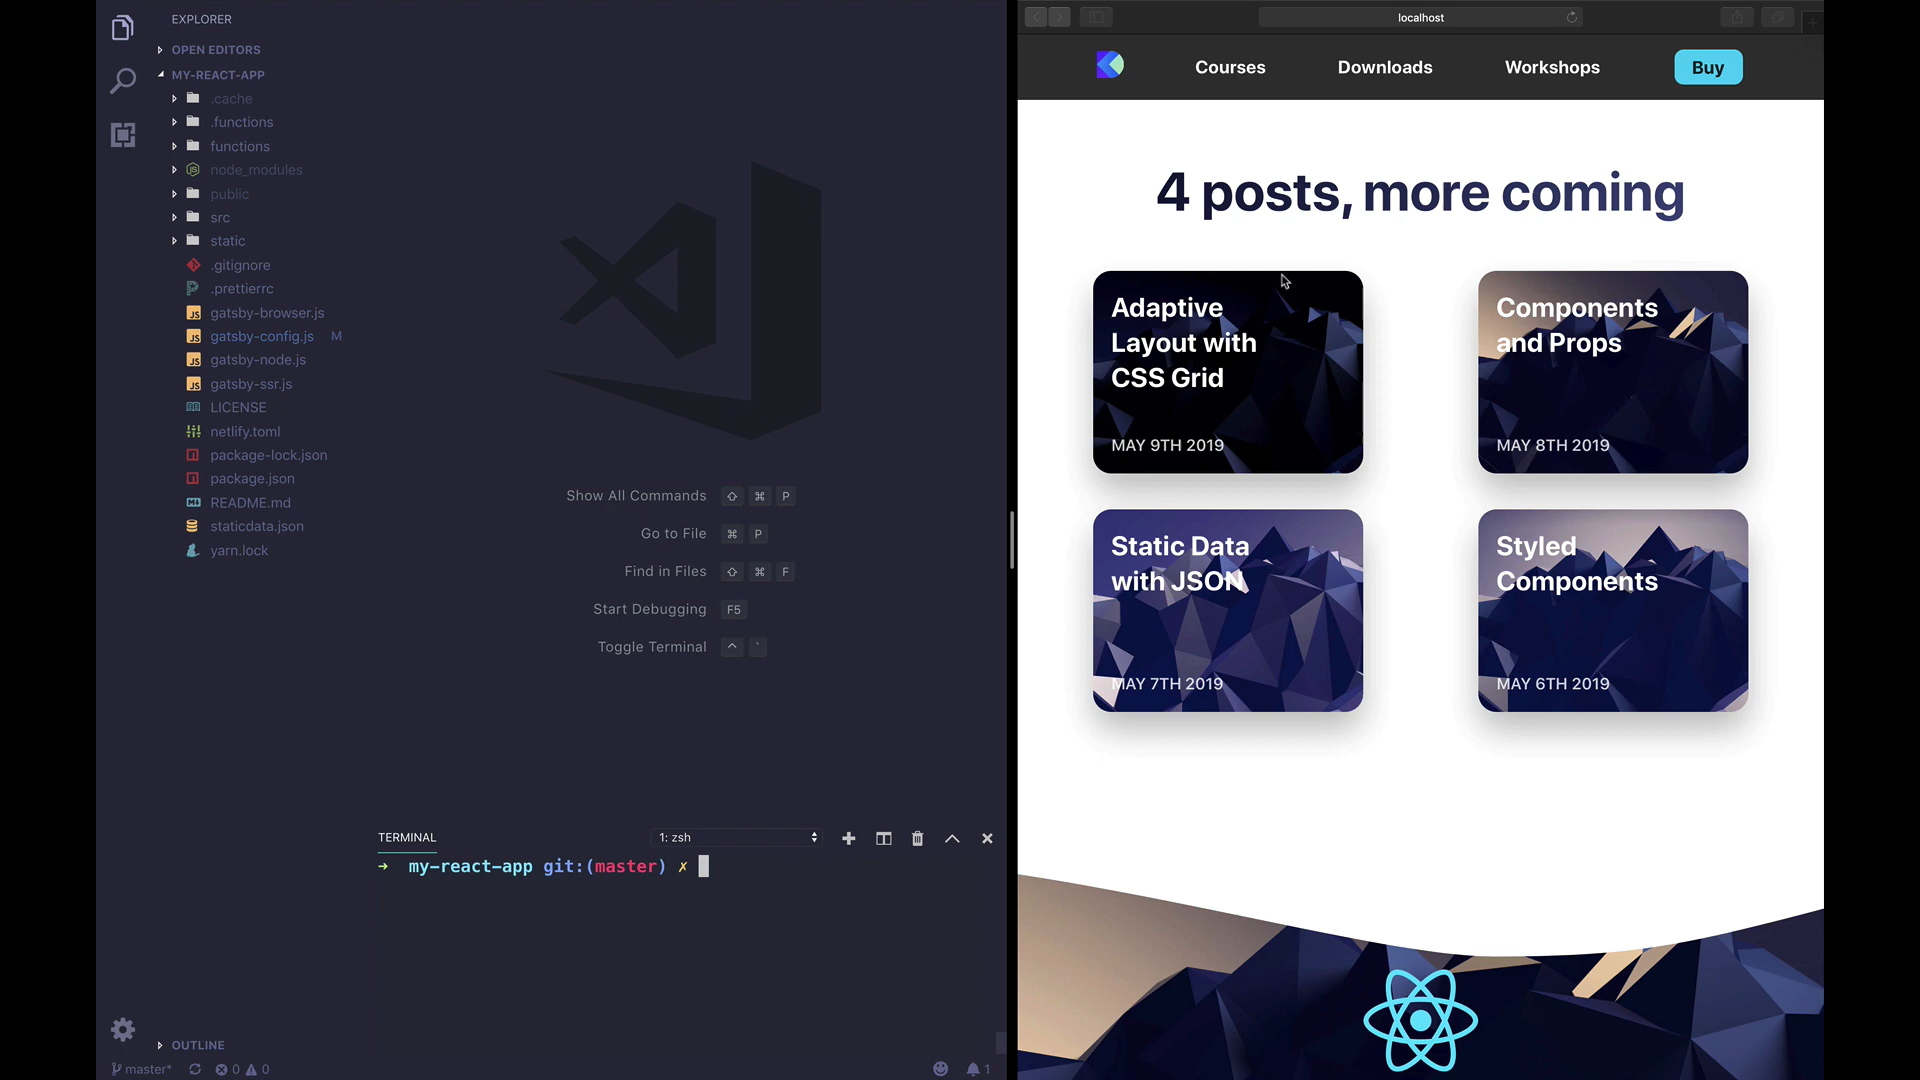 EXPLORER
OPEN EDITORS
MY-REACT-APP
.cache
.functions
functions
node_modules
public
src
static
.gitignore
.prettierrc
gatsby-browser.js
gatsby-config.js M
gatsby-node.js
gatsby-ssr.js
LICENSE
netlify.toml
package-lock.json
package.json
README.md
staticdata.json
yarn.lock
OUTLINE
master* 0 0
Show All Commands ⇧ ⌘ P
Go to File ⌘ P
Find in Files ⇧ ⌘ F
Start Debugging F5
Toggle Terminal ^ `
TERMINAL
1: zsh
→ my-react-app git:(master) ✗
1
localhost
Courses
Downloads
Workshops
Buy
4 posts, more coming
Adaptive
Layout with
CSS Grid
MAY 9TH 2019
Components
and Props
MAY 8TH 2019
Static Data
with JSON
MAY 7TH 2019
Styled
Components
MAY 6TH 2019